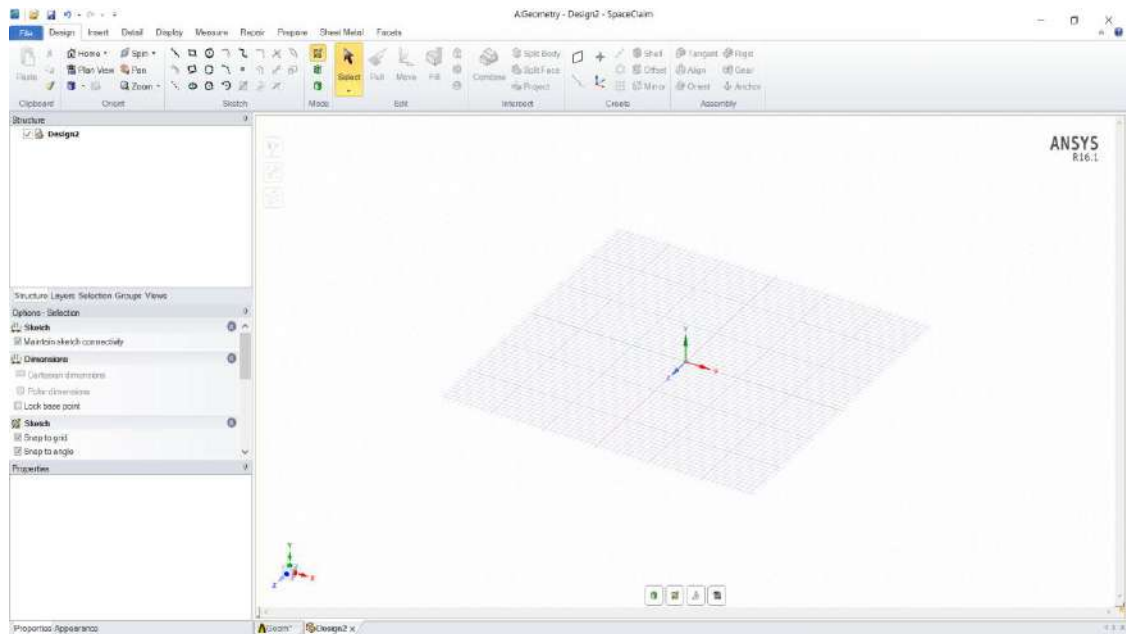 A:Geometry - Design2 - SpaceClaim
File Design Insert Detail Display Measure Repair Prepare Sheet Metal Facets
Home Spin
Plan View Pan
Zoom
Paste
Select Pull Move Fill
Combine
Split Body
Split Face
Project
Shell
Offset
Mirror
Tangent Rigid
Align Gear
Orient Anchor
Clipboard Orient Sketch Mode Edit Intersect Create Assembly
Structure
Design2
ANSYS
R16.1
Structure Layers Selection Groups Views
Options - Selection
Sketch
Maintain sketch connectivity
Dimensions
Cartesian dimensions
Polar dimensions
Lock base point
Sketch
Snap to grid
Snap to angle
Properties
Y
X
Z
Y
X
Z
Properties Appearance
Geom*
Design2 x